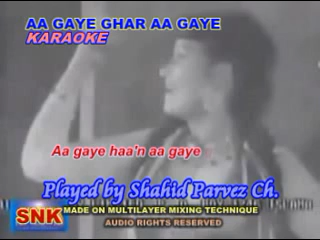 AA GAYE GHAR AA GAYE
KARAOKE
Aa gaye haa'n aa gaye
Played by Shahid Parvez Ch.
SNK
MADE ON MULTILAYER MIXING TECHNIQUE
AUDIO RIGHTS RESERVED